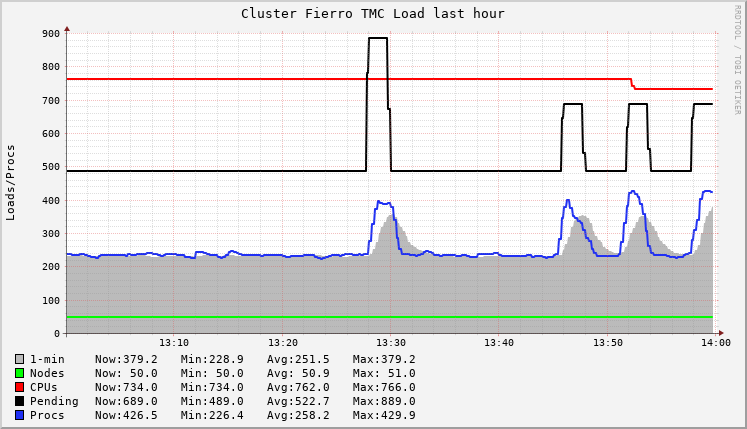 Cluster Fierro TMC Load last hour
RRDTOOL / TOBI OETIKER
Loads/Procs
900
800
700
600
500
400
300
200
100
0
13:10 13:20 13:30 13:40 13:50 14:00
1-min Now:379.2 Min:228.9 Avg:251.5 Max:379.2
Nodes Now: 50.0 Min: 50.0 Avg: 50.9 Max: 51.0
CPUs Now:734.0 Min:734.0 Avg:762.0 Max:766.0
Pending Now:689.0 Min:489.0 Avg:522.7 Max:889.0
Procs Now:426.5 Min:226.4 Avg:258.2 Max:429.9